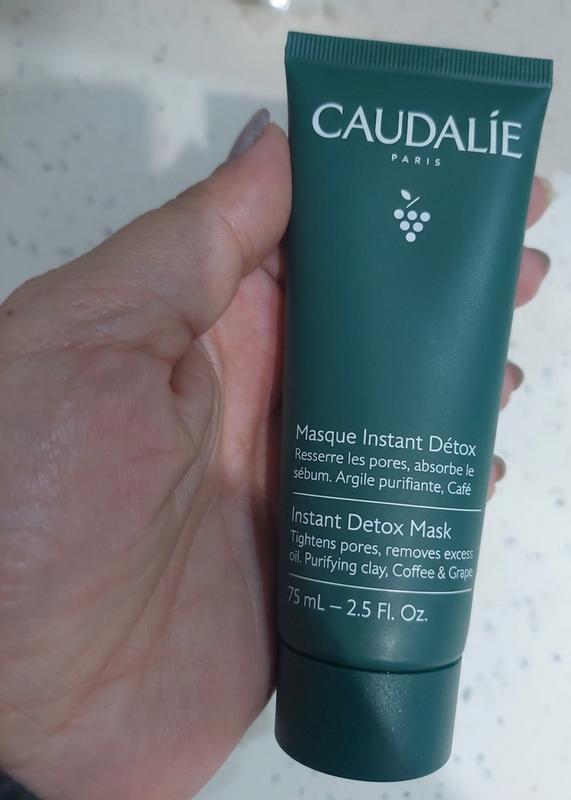 CAUDALÍE
PARIS
Masque Instant Détox
Resserre les pores, absorbe le
sébum. Argile purifiante, Café
Instant Detox Mask
Tightens pores, removes excess
oil. Purifying clay, Coffee & Grape
75 mL – 2.5 Fl. Oz.